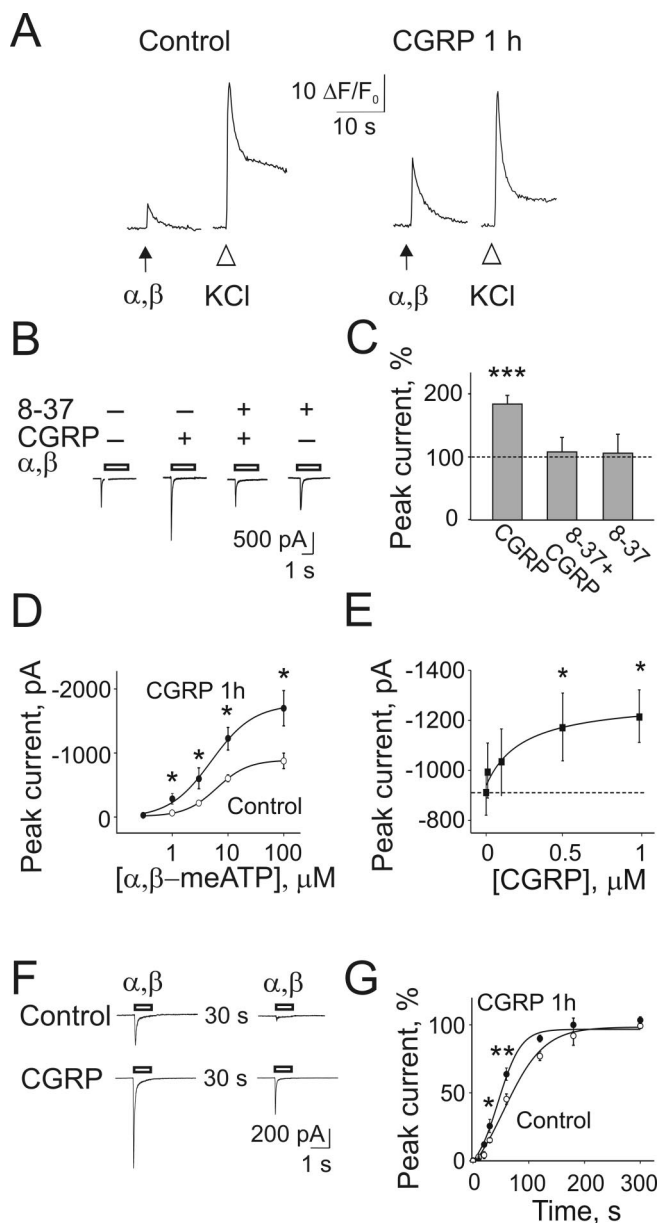 A
Control
CGRP 1 h
10 ΔF/F₀
10 s
α,β
KCl
α,β
KCl
B
8-37 – – + +
CGRP – + + –
α,β
500 pA
1 s
C
***
Peak current, %
200
100
0
CGRP
8-37+
CGRP
8-37
D
Peak current, pA
-2000
-1000
0
CGRP 1h
* * * *
Control
1 10 100
[α,β–meATP], μM
E
Peak current, pA
-1400
-1200
-1000
-800
* *
0 0.5 1
[CGRP], μM
F
α,β α,β
Control 30 s
CGRP 30 s
200 pA
1 s
G
Peak current, %
100
50
0
CGRP 1h
**
*
Control
0 100 200 300
Time, s